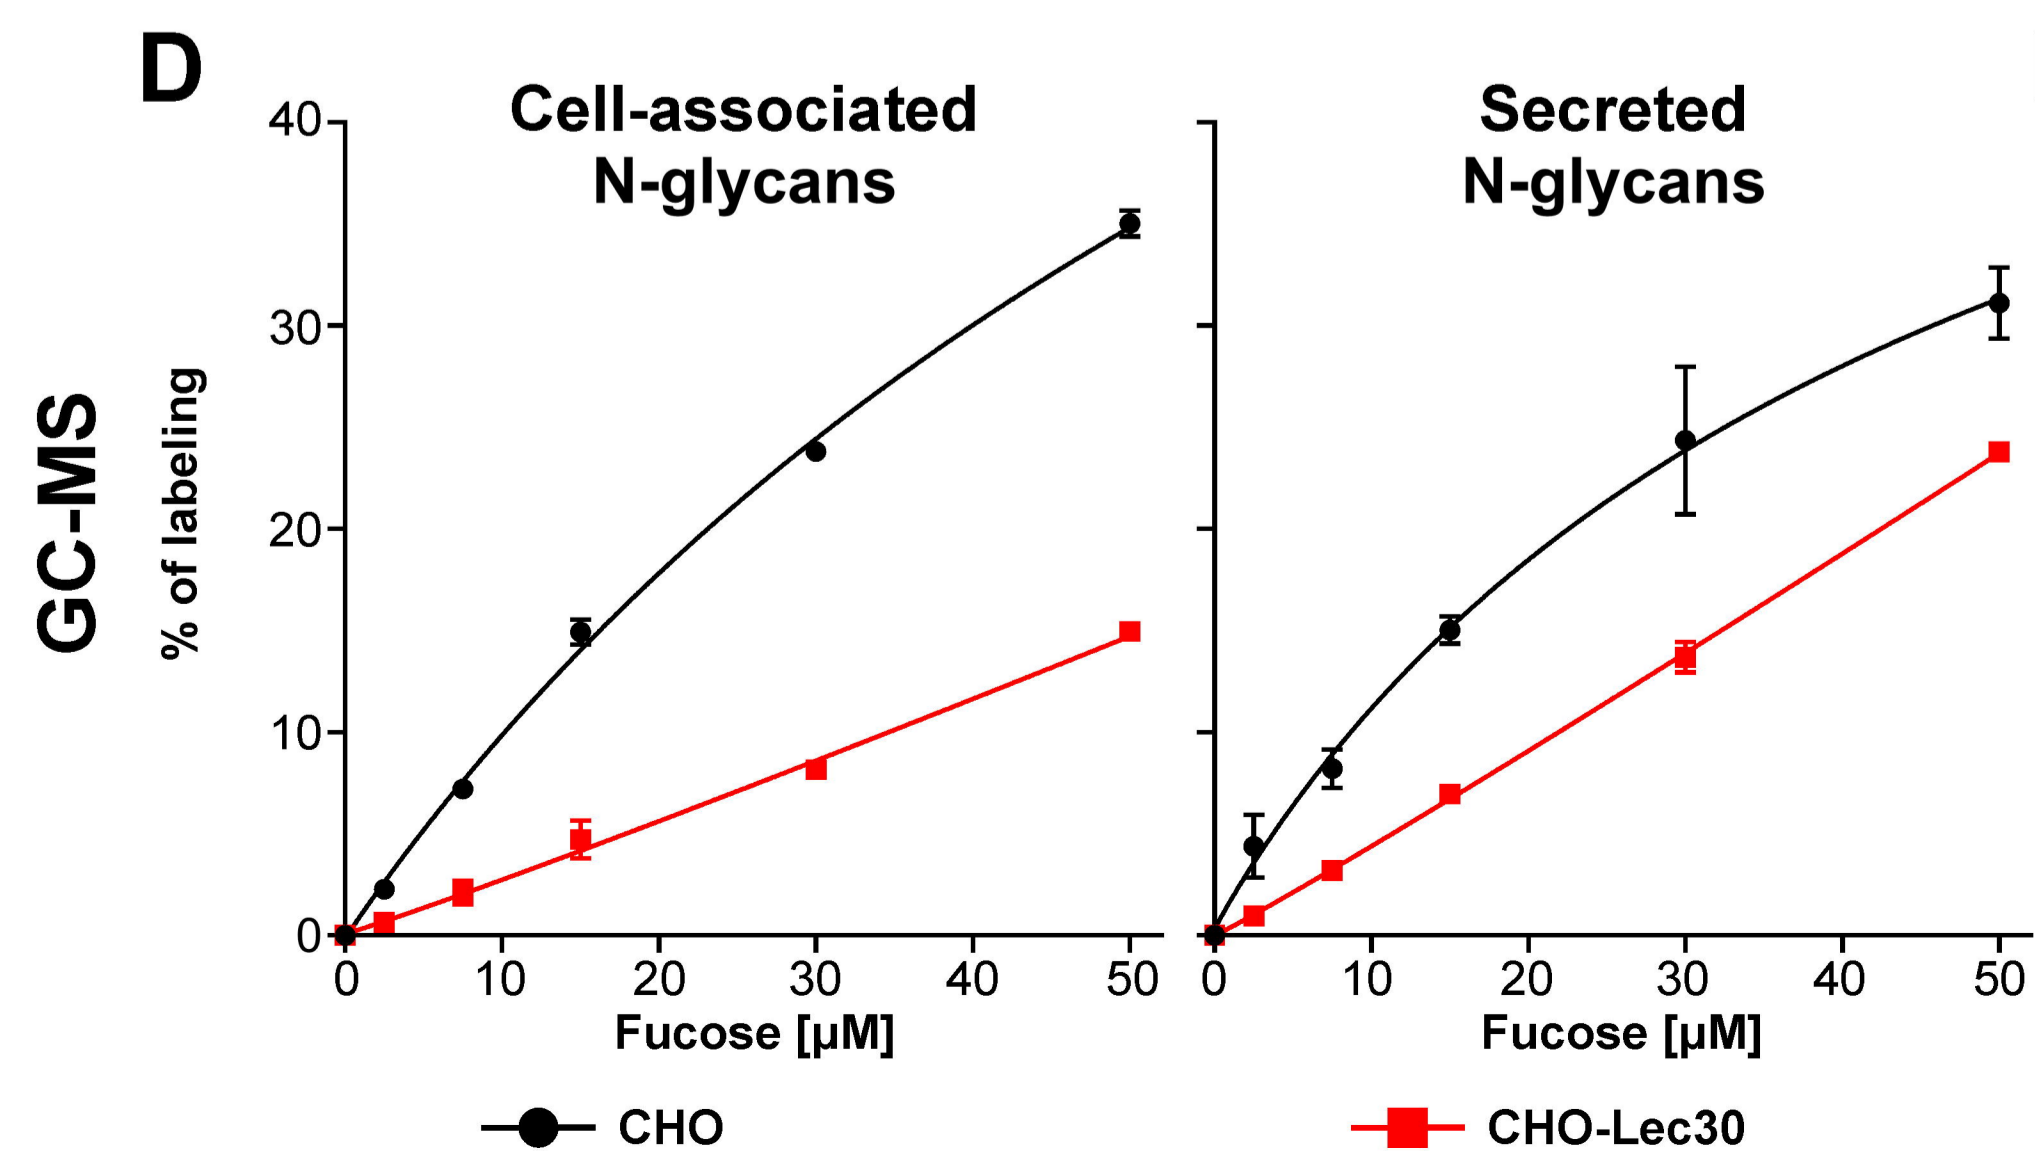 D
Cell-associated
N-glycans
Secreted
N-glycans
GC-MS
% of labeling
40
30
20
10
0
0 10 20 30 40 50
0 10 20 30 40 50
Fucose [µM]
Fucose [µM]
CHO
CHO-Lec30